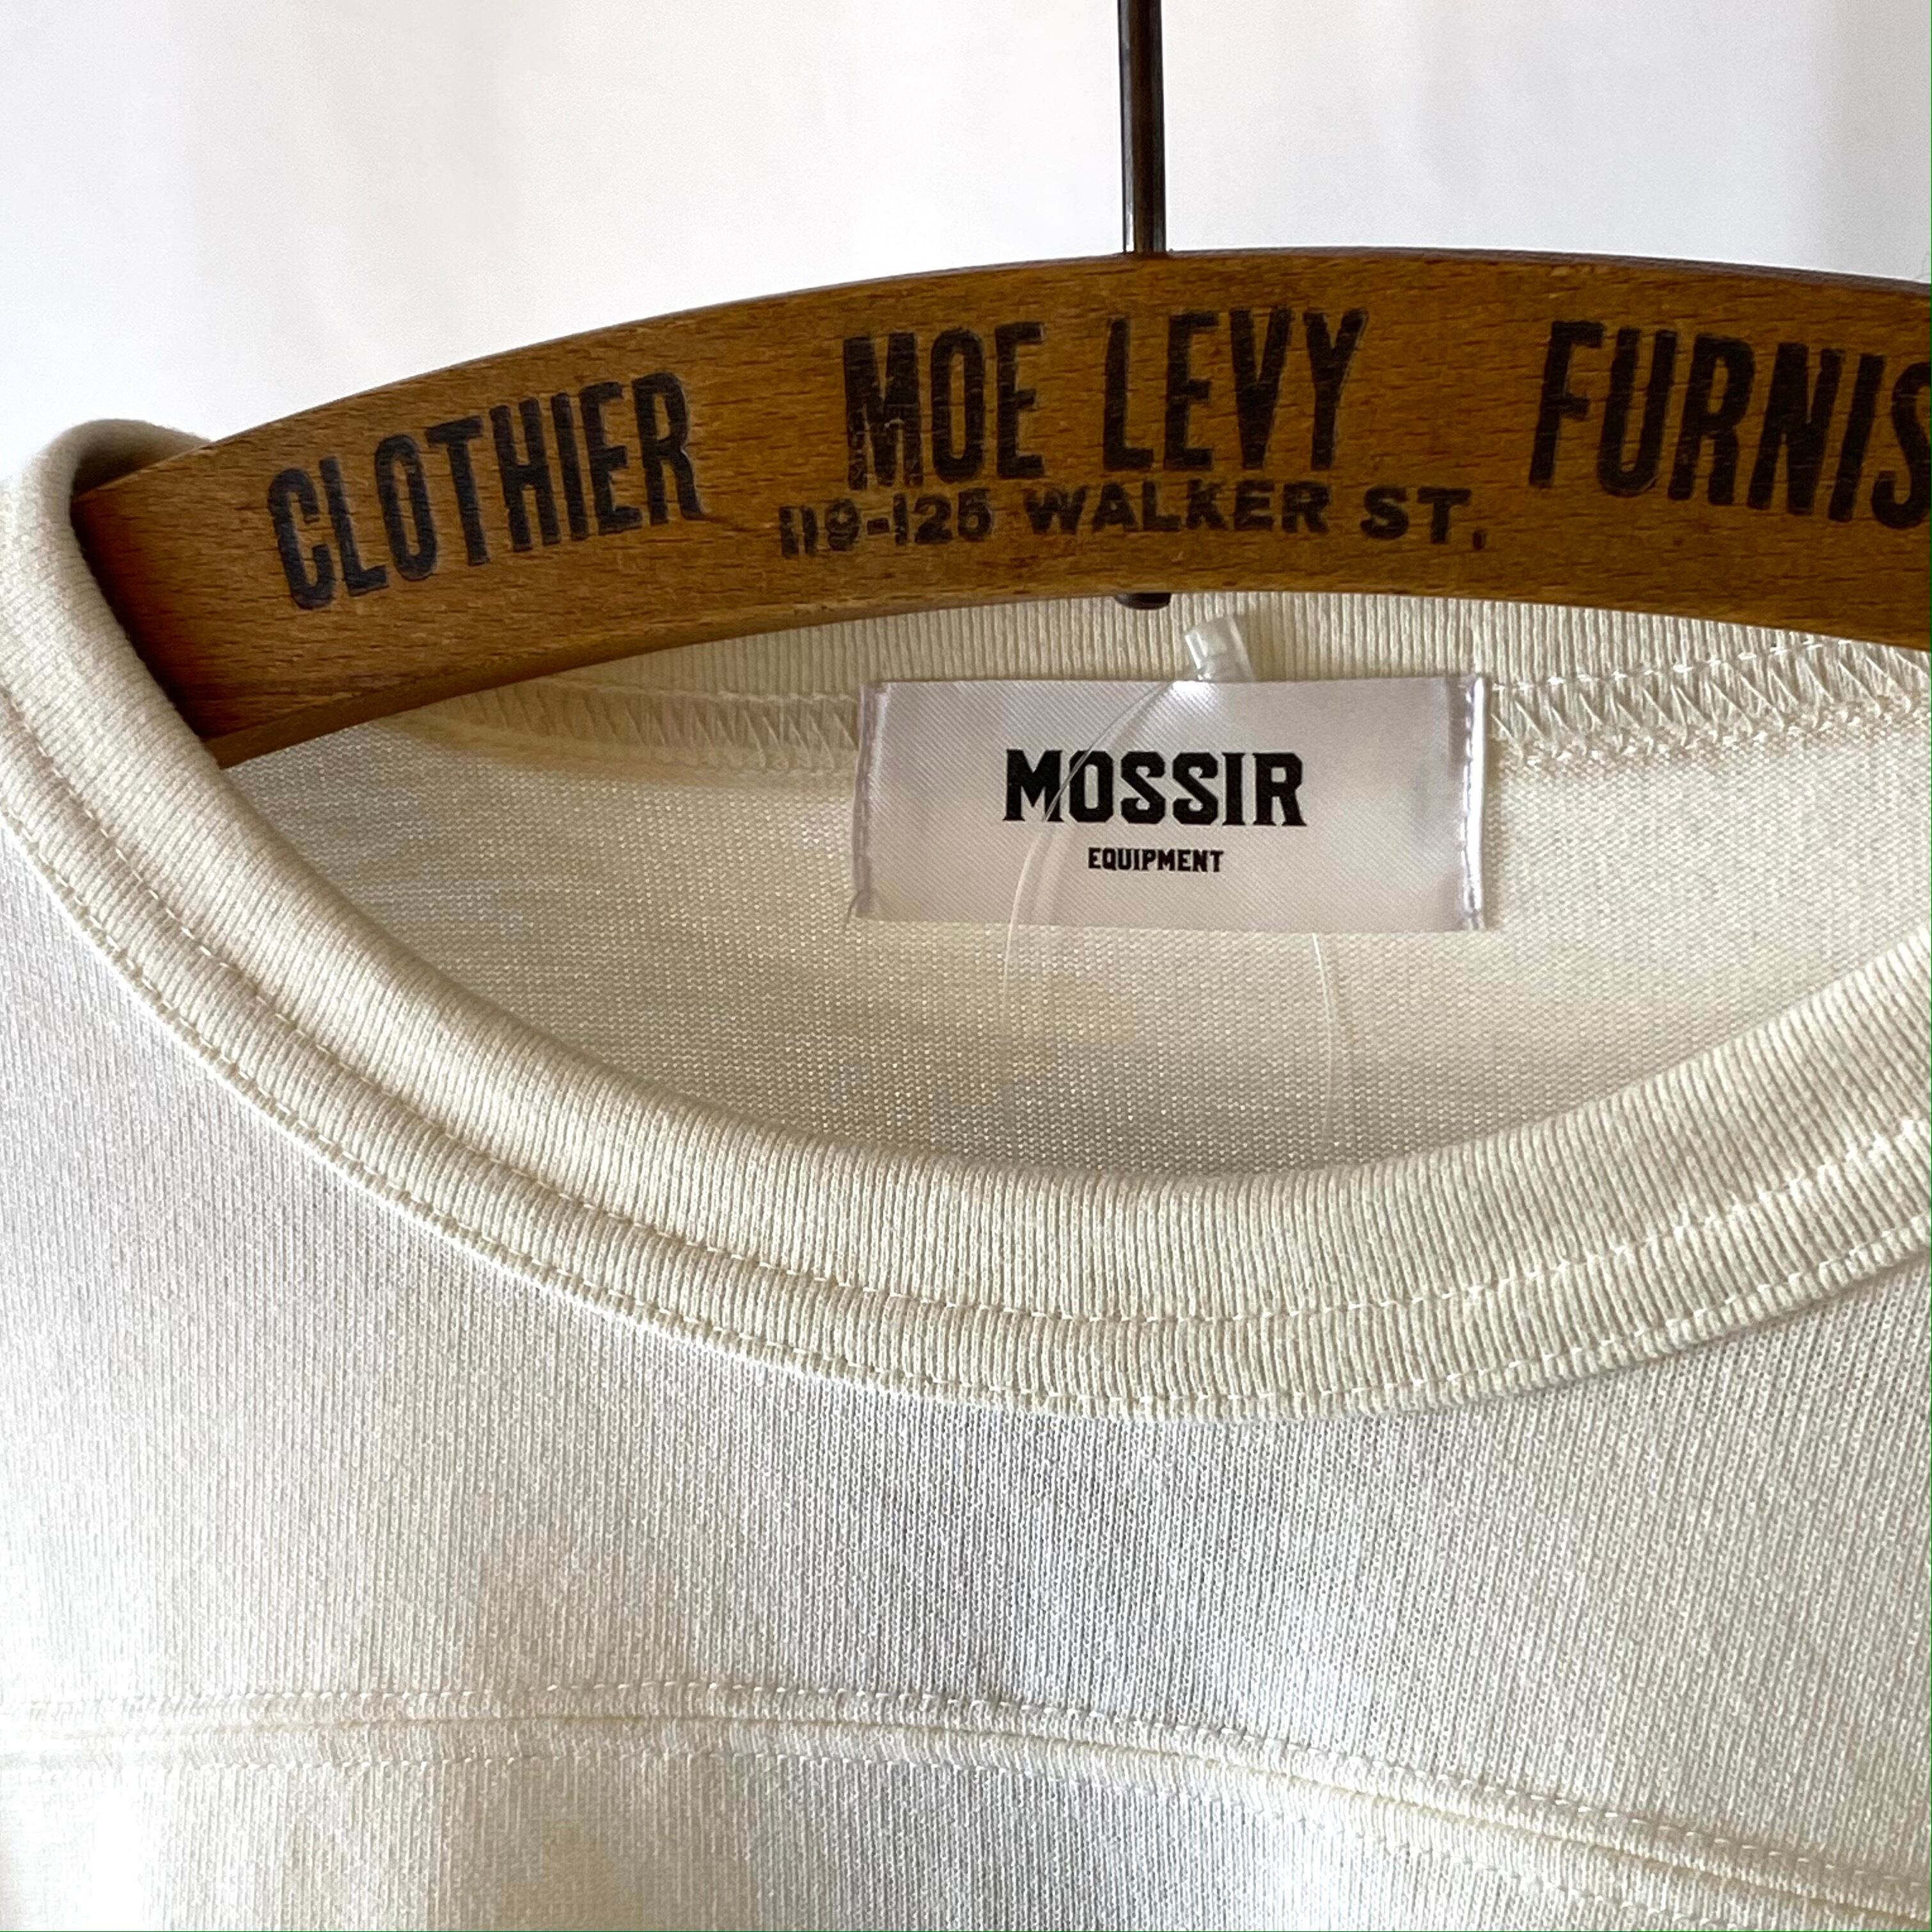 CLOTHIER MOE LEVY FURNIS
119-125 WALKER ST.
MOSSIR
EQUIPMENT